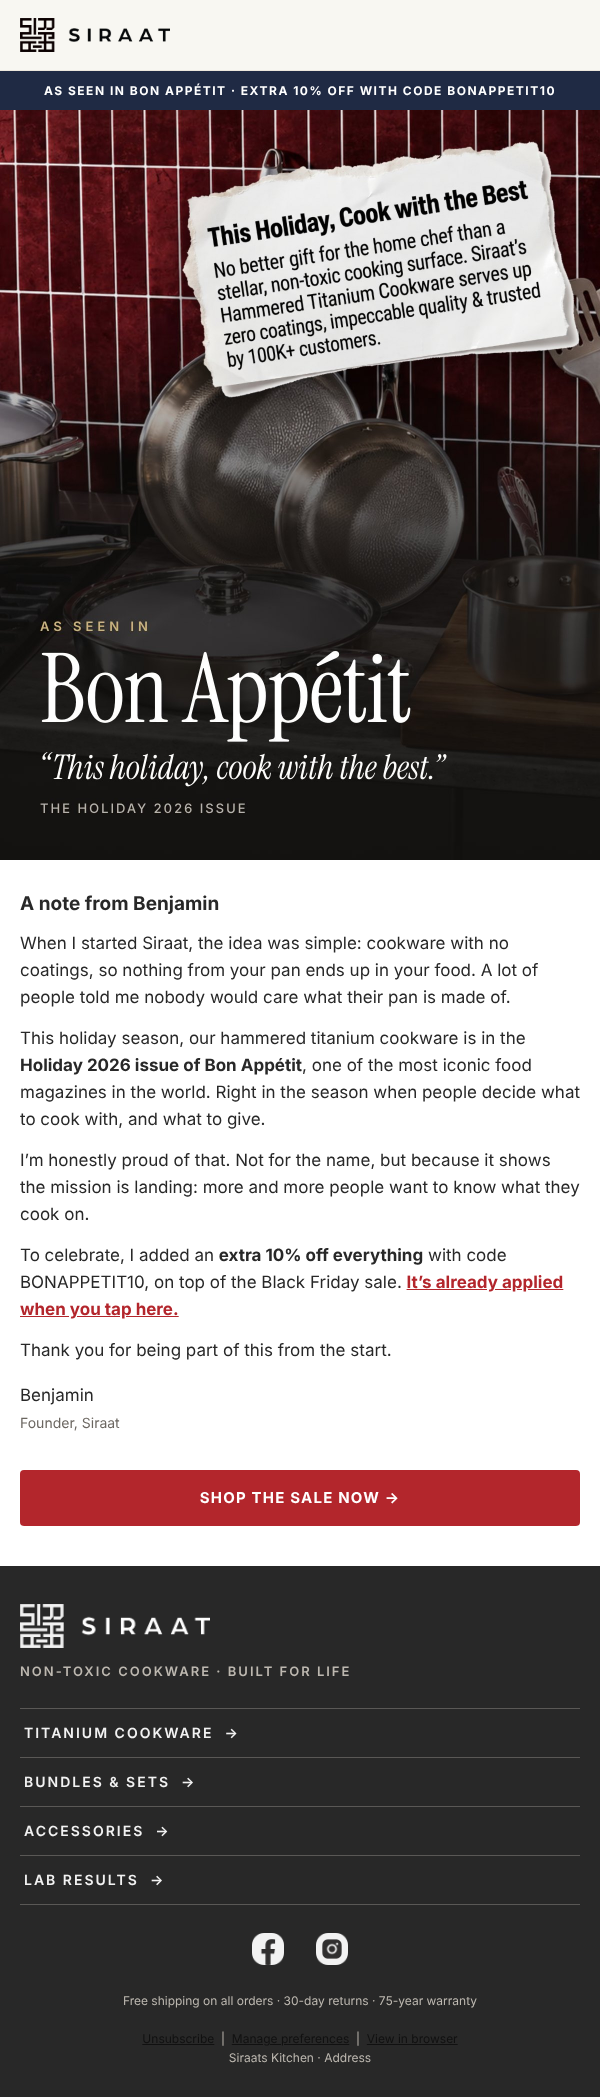 SIRAAT
AS SEEN IN BON APPÉTIT · EXTRA 10% OFF WITH CODE BONAPPETIT10
This Holiday, Cook with the Best
No better gift for the home chef than a
stellar, non-toxic cooking surface. Siraat's
Hammered Titanium Cookware serves up
zero coatings, impeccable quality & trusted
by 100K+ customers.
AS SEEN IN
Bon Appétit
“This holiday, cook with the best.”
THE HOLIDAY 2026 ISSUE
A note from Benjamin
When I started Siraat, the idea was simple: cookware with no
coatings, so nothing from your pan ends up in your food. A lot of
people told me nobody would care what their pan is made of.
This holiday season, our hammered titanium cookware is in the
Holiday 2026 issue of Bon Appétit, one of the most iconic food
magazines in the world. Right in the season when people decide what
to cook with, and what to give.
I’m honestly proud of that. Not for the name, but because it shows
the mission is landing: more and more people want to know what they
cook on.
To celebrate, I added an extra 10% off everything with code
BONAPPETIT10, on top of the Black Friday sale. It’s already applied
when you tap here.
Thank you for being part of this from the start.
Benjamin
Founder, Siraat
SHOP THE SALE NOW →
SIRAAT
NON-TOXIC COOKWARE · BUILT FOR LIFE
TITANIUM COOKWARE →
BUNDLES & SETS →
ACCESSORIES →
LAB RESULTS →
Free shipping on all orders · 30-day returns · 75-year warranty
Unsubscribe | Manage preferences | View in browser
Siraats Kitchen · Address